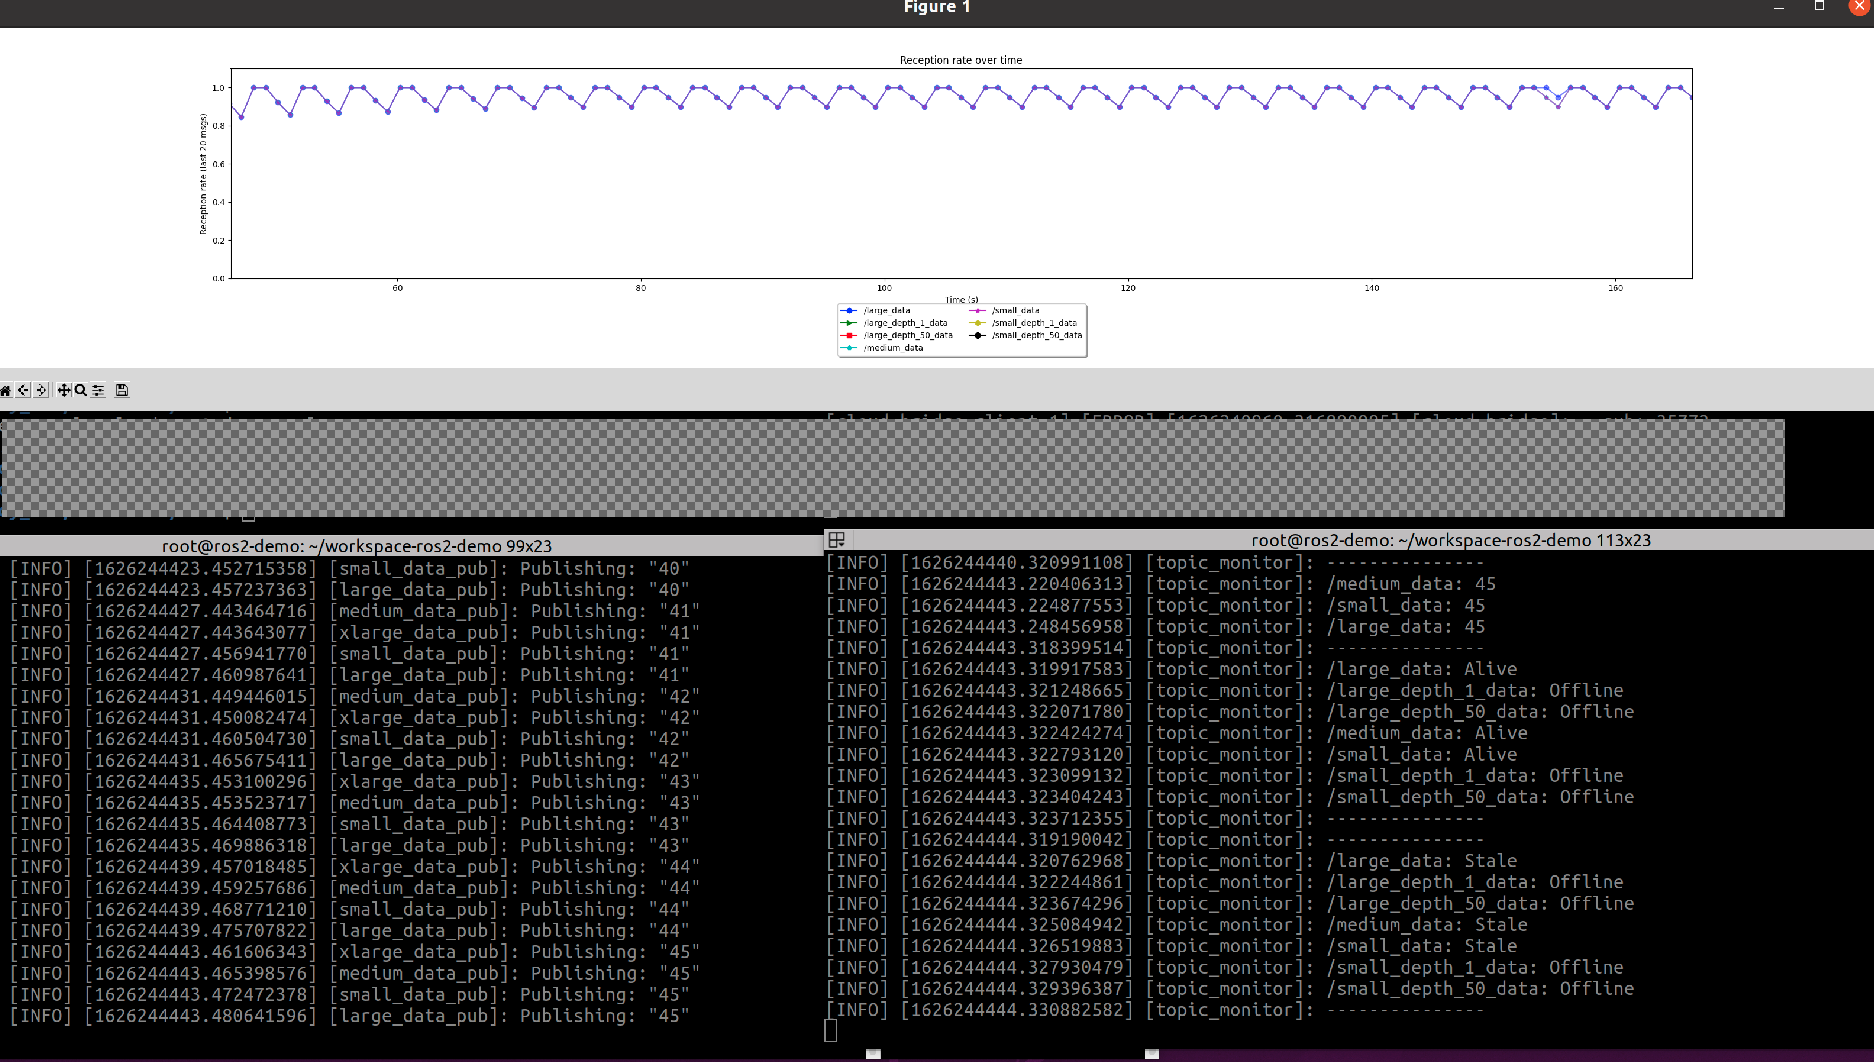 Figure 1
Reception rate over time
Reception rate (last 20 msgs)
1.0
0.8
0.6
0.4
0.2
0.0
60 80 100 120 140 160
Time (s)
/large_data /small_data
/large_depth_1_data /small_depth_1_data
/large_depth_50_data /small_depth_50_data
/medium_data
root@ros2-demo: ~/workspace-ros2-demo 99x23
[INFO] [1626244423.452715358] [small_data_pub]: Publishing: "40"
[INFO] [1626244423.457237363] [large_data_pub]: Publishing: "40"
[INFO] [1626244427.443464716] [medium_data_pub]: Publishing: "41"
[INFO] [1626244427.443643077] [xlarge_data_pub]: Publishing: "41"
[INFO] [1626244427.456941770] [small_data_pub]: Publishing: "41"
[INFO] [1626244427.460987641] [large_data_pub]: Publishing: "41"
[INFO] [1626244431.449446015] [medium_data_pub]: Publishing: "42"
[INFO] [1626244431.450082474] [xlarge_data_pub]: Publishing: "42"
[INFO] [1626244431.460504730] [small_data_pub]: Publishing: "42"
[INFO] [1626244431.465675411] [large_data_pub]: Publishing: "42"
[INFO] [1626244435.453100296] [xlarge_data_pub]: Publishing: "43"
[INFO] [1626244435.453523717] [medium_data_pub]: Publishing: "43"
[INFO] [1626244435.464408773] [small_data_pub]: Publishing: "43"
[INFO] [1626244435.469886318] [large_data_pub]: Publishing: "43"
[INFO] [1626244439.457018485] [xlarge_data_pub]: Publishing: "44"
[INFO] [1626244439.459257686] [medium_data_pub]: Publishing: "44"
[INFO] [1626244439.468771210] [small_data_pub]: Publishing: "44"
[INFO] [1626244439.475707822] [large_data_pub]: Publishing: "44"
[INFO] [1626244443.461606343] [xlarge_data_pub]: Publishing: "45"
[INFO] [1626244443.465398576] [medium_data_pub]: Publishing: "45"
[INFO] [1626244443.472472378] [small_data_pub]: Publishing: "45"
[INFO] [1626244443.480641596] [large_data_pub]: Publishing: "45"
root@ros2-demo: ~/workspace-ros2-demo 113x23
[INFO] [1626244440.320991108] [topic_monitor]: ---------------
[INFO] [1626244443.220406313] [topic_monitor]: /medium_data: 45
[INFO] [1626244443.224877553] [topic_monitor]: /small_data: 45
[INFO] [1626244443.248456958] [topic_monitor]: /large_data: 45
[INFO] [1626244443.318399514] [topic_monitor]: ---------------
[INFO] [1626244443.319917583] [topic_monitor]: /large_data: Alive
[INFO] [1626244443.321248665] [topic_monitor]: /large_depth_1_data: Offline
[INFO] [1626244443.322071780] [topic_monitor]: /large_depth_50_data: Offline
[INFO] [1626244443.322424274] [topic_monitor]: /medium_data: Alive
[INFO] [1626244443.322793120] [topic_monitor]: /small_data: Alive
[INFO] [1626244443.323099132] [topic_monitor]: /small_depth_1_data: Offline
[INFO] [1626244443.323404243] [topic_monitor]: /small_depth_50_data: Offline
[INFO] [1626244443.323712355] [topic_monitor]: ---------------
[INFO] [1626244444.319190042] [topic_monitor]: ---------------
[INFO] [1626244444.320762968] [topic_monitor]: /large_data: Stale
[INFO] [1626244444.322244861] [topic_monitor]: /large_depth_1_data: Offline
[INFO] [1626244444.323674296] [topic_monitor]: /large_depth_50_data: Offline
[INFO] [1626244444.325084942] [topic_monitor]: /medium_data: Stale
[INFO] [1626244444.326519883] [topic_monitor]: /small_data: Stale
[INFO] [1626244444.327930479] [topic_monitor]: /small_depth_1_data: Offline
[INFO] [1626244444.329396387] [topic_monitor]: /small_depth_50_data: Offline
[INFO] [1626244444.330882582] [topic_monitor]: ---------------